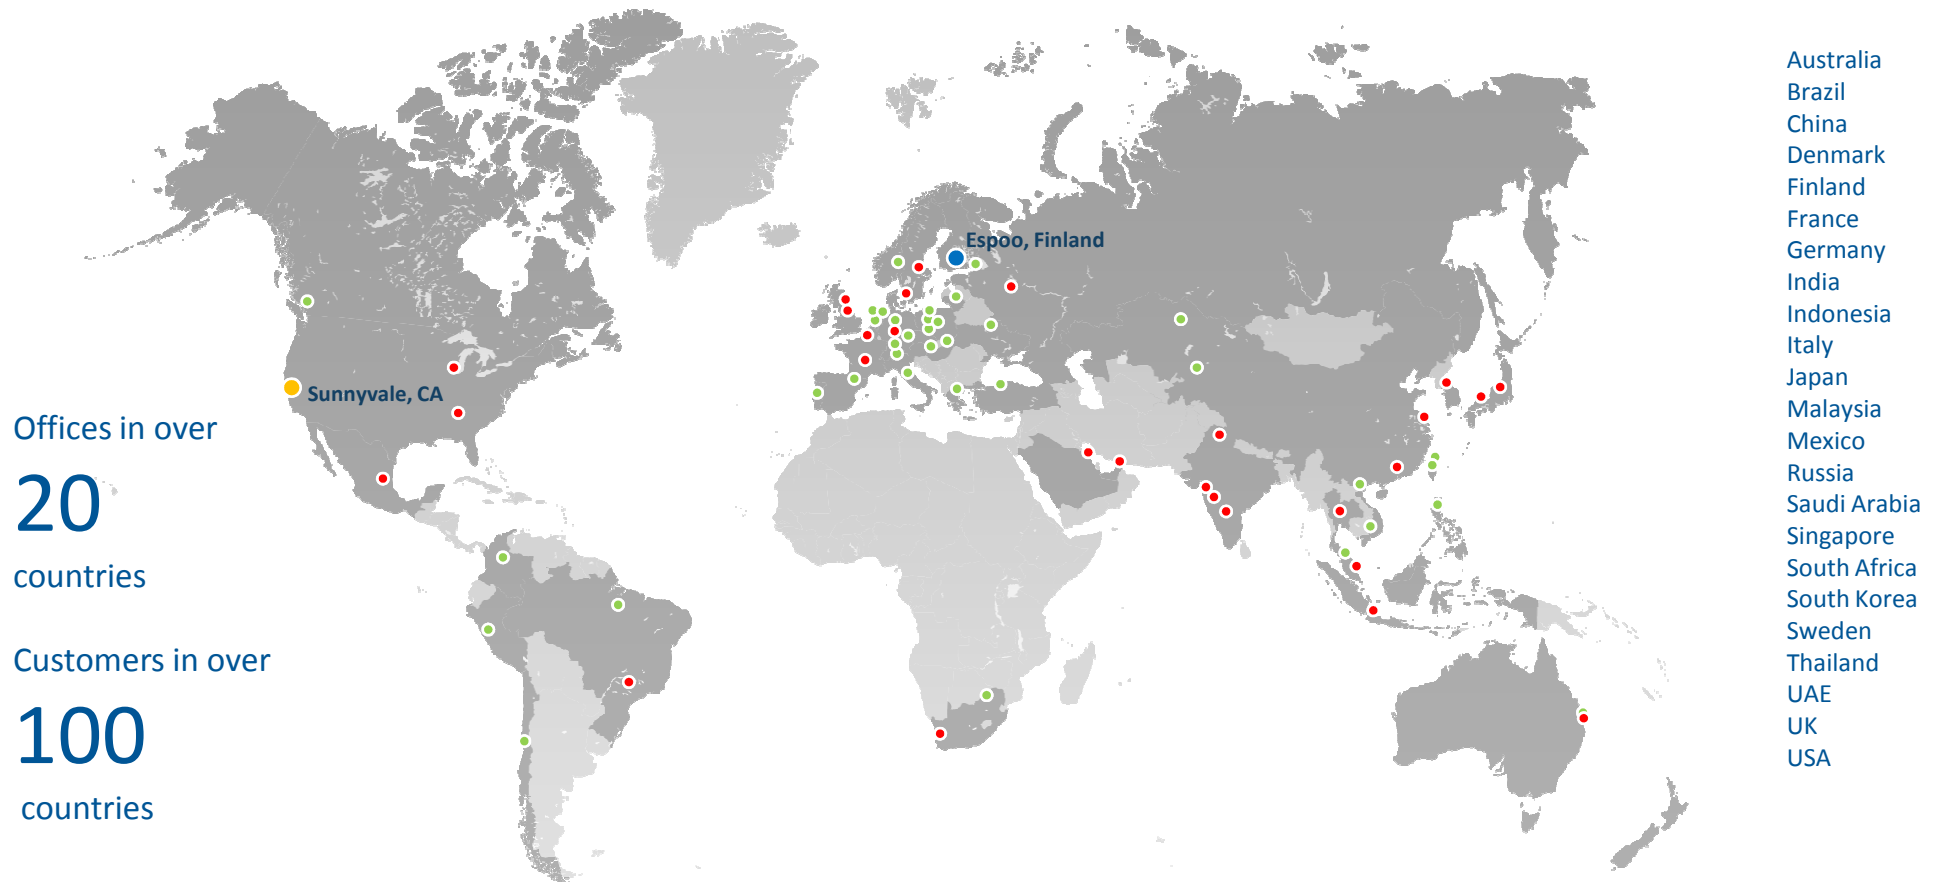 Espoo, Finland
Sunnyvale, CA
Offices in over
20
countries
Customers in over
100
countries
Australia
Brazil
China
Denmark
Finland
France
Germany
India
Indonesia
Italy
Japan
Malaysia
Mexico
Russia
Saudi Arabia
Singapore
South Africa
South Korea
Sweden
Thailand
UAE
UK
USA